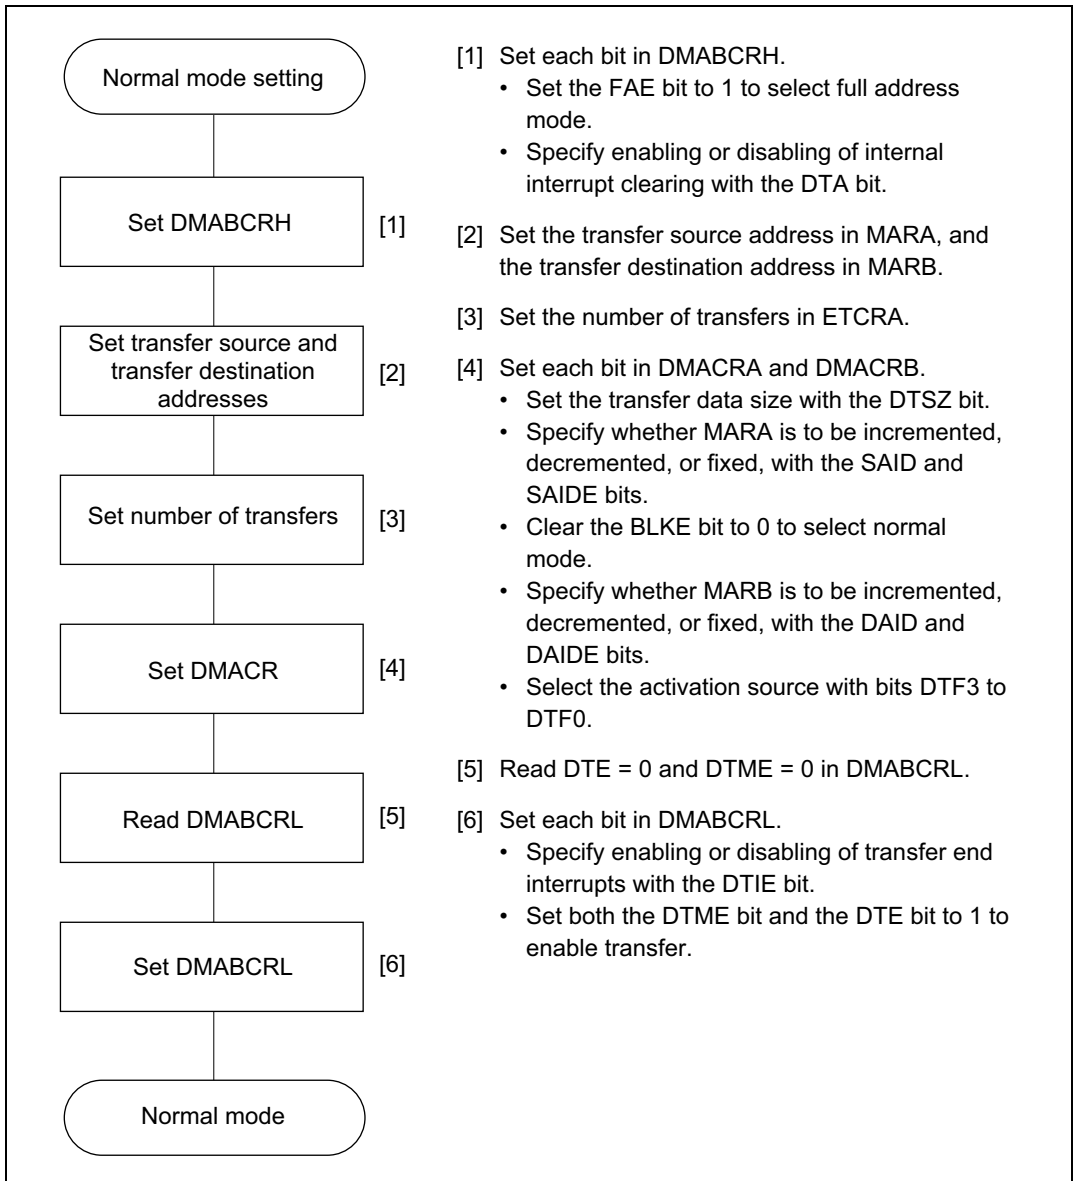 Normal mode setting
Set DMABCRH
[1]
Set transfer source and
transfer destination
addresses
[2]
Set number of transfers
[3]
Set DMACR
[4]
Read DMABCRL
[5]
Set DMABCRL
[6]
Normal mode
[1] Set each bit in DMABCRH.
• Set the FAE bit to 1 to select full address
mode.
• Specify enabling or disabling of internal
interrupt clearing with the DTA bit.
[2] Set the transfer source address in MARA, and
the transfer destination address in MARB.
[3] Set the number of transfers in ETCRA.
[4] Set each bit in DMACRA and DMACRB.
• Set the transfer data size with the DTSZ bit.
• Specify whether MARA is to be incremented,
decremented, or fixed, with the SAID and
SAIDE bits.
• Clear the BLKE bit to 0 to select normal
mode.
• Specify whether MARB is to be incremented,
decremented, or fixed, with the DAID and
DAIDE bits.
• Select the activation source with bits DTF3 to
DTF0.
[5] Read DTE = 0 and DTME = 0 in DMABCRL.
[6] Set each bit in DMABCRL.
• Specify enabling or disabling of transfer end
interrupts with the DTIE bit.
• Set both the DTME bit and the DTE bit to 1 to
enable transfer.